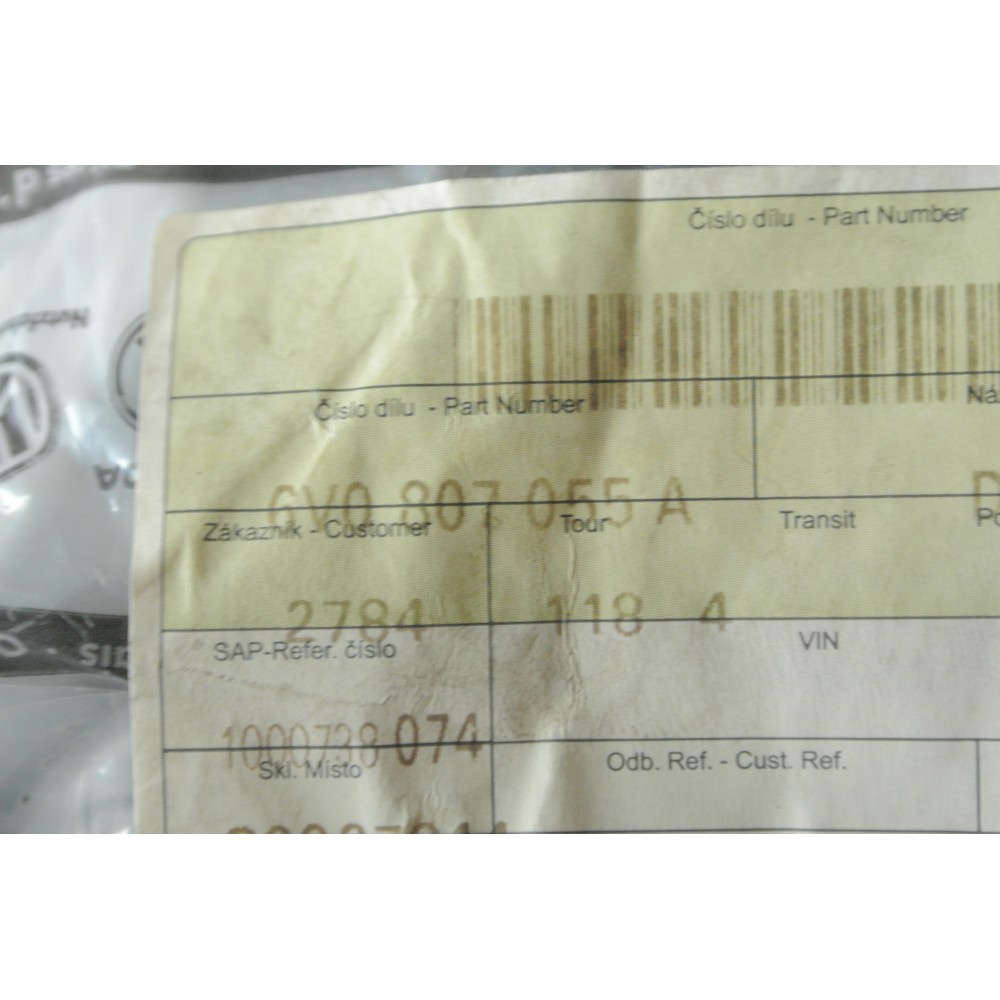 Číslo dílu - Part Number
Číslo dílu - Part Number
6V0 807 055 A
Zákazník - Customer Tour Transit
2784 118 4
SAP-Refer. číslo VIN
1000738 074
Skl. Místo Odb. Ref. - Cust. Ref.